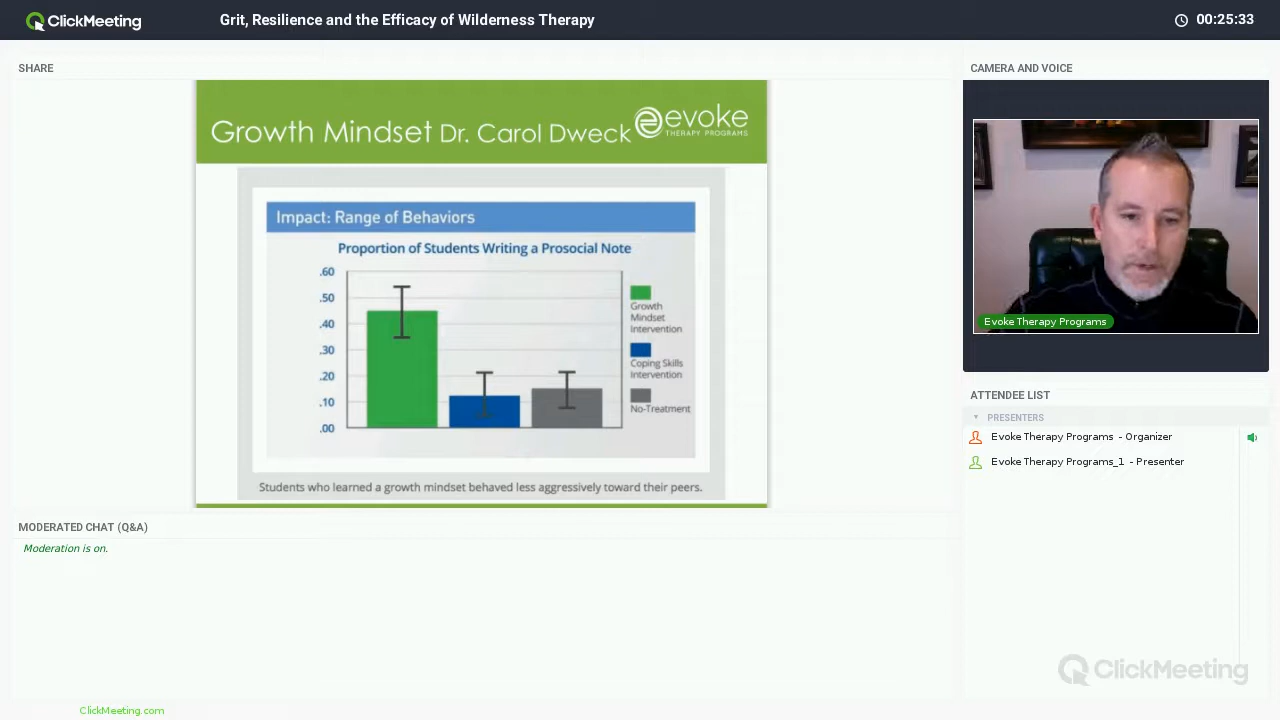 ClickMeeting
Grit, Resilience and the Efficacy of Wilderness Therapy
00:25:33
SHARE
Growth Mindset Dr. Carol Dweck
evoke
THERAPY PROGRAMS
Impact: Range of Behaviors
Proportion of Students Writing a Prosocial Note
.60
.50
.40
.30
.20
.10
.00
Growth
Mindset
Intervention
Coping Skills
Intervention
No-Treatment
Students who learned a growth mindset behaved less aggressively toward their peers.
CAMERA AND VOICE
Evoke Therapy Programs
ATTENDEE LIST
PRESENTERS
Evoke Therapy Programs - Organizer
Evoke Therapy Programs_1 - Presenter
MODERATED CHAT (Q&A)
Moderation is on.
ClickMeeting
ClickMeeting.com